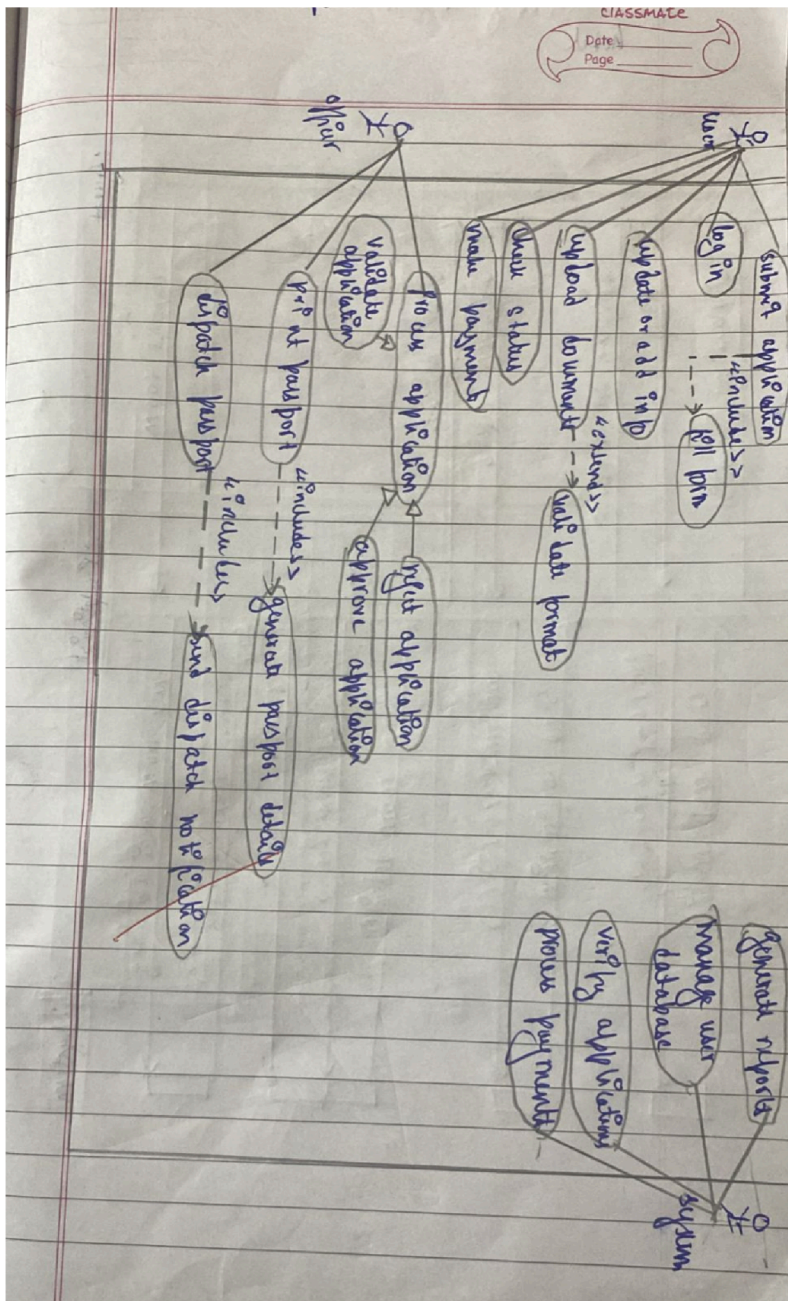 CLASSMATE
Date
Page
User
submit application
<<includes>>
fill form
login
update or add info
upload documents
<<extends>>
validate format
check status
make payments
officer
process application
reject application
approve application
validate application
print passport
<<includes>>
generate passport details
dispatch passport
<<includes>>
send dispatch notification
generate reports
manage user
database
verify applications
process payments
system